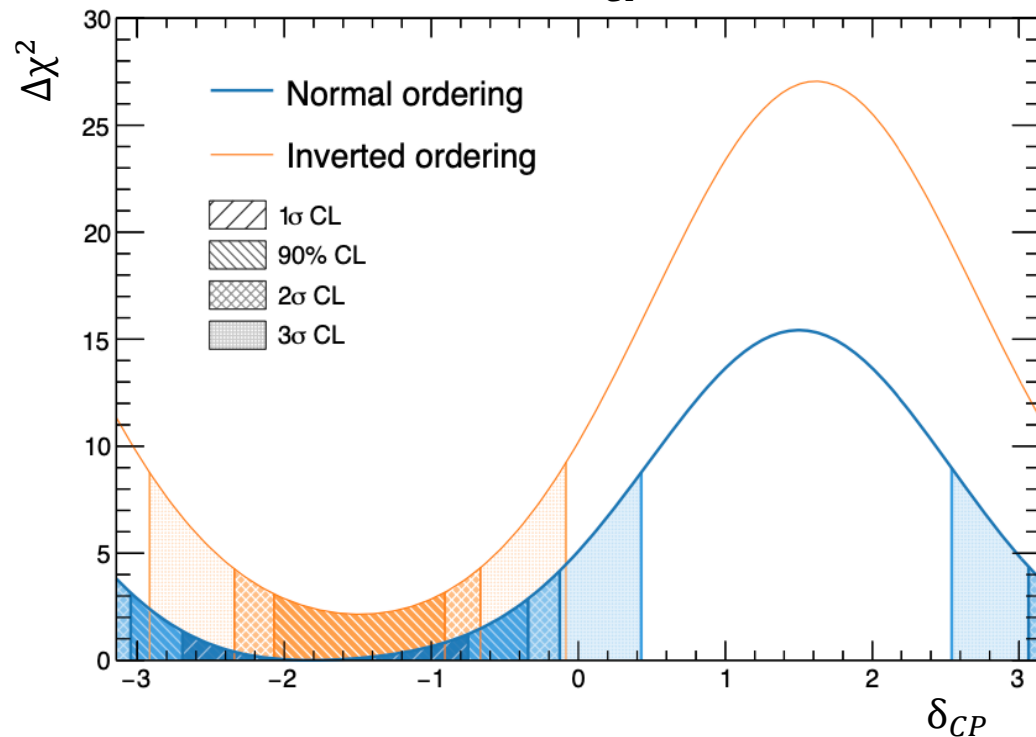 30
Δχ²
Normal ordering
25
Inverted ordering
1σ CL
20
90% CL
2σ CL
3σ CL
15
10
5
0
−3 −2 −1 0 1 2 3
δ_CP